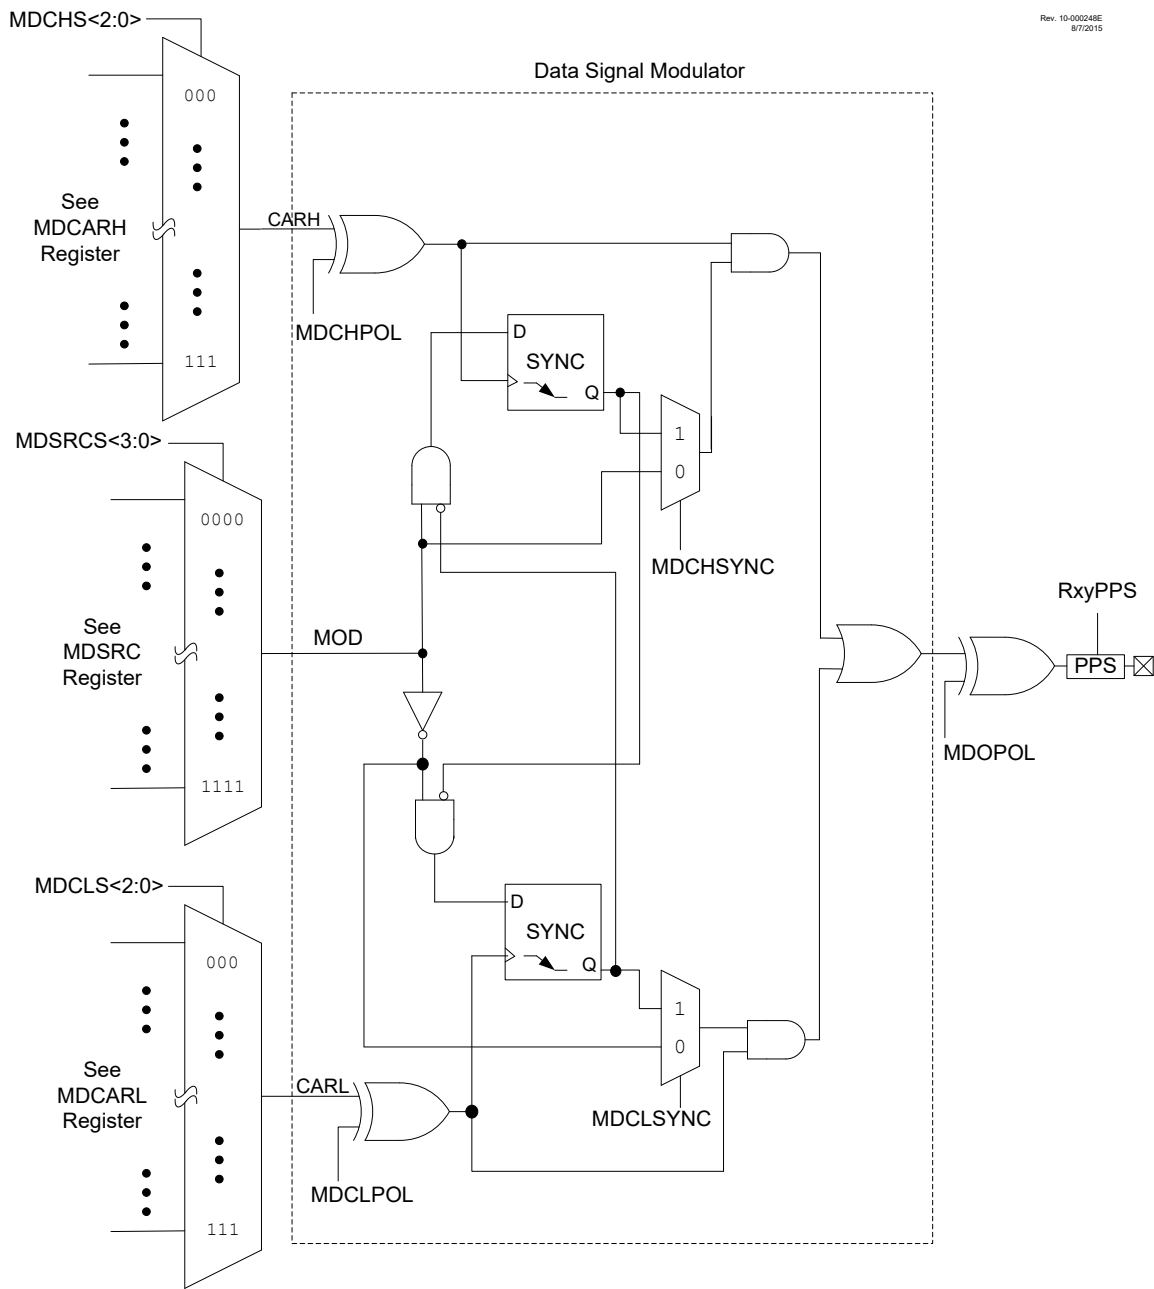 MDCHS<2:0>
Rev. 10-000248E
8/7/2015
Data Signal Modulator
000
See
MDCARH
Register
CARH
MDCHPOL
111
D
SYNC
Q
1
0
MDCHSYNC
MDSRCS<3:0>
0000
See
MDSRC
Register
MOD
1111
RxyPPS
PPS
MDOPOL
MDCLS<2:0>
000
D
SYNC
Q
1
0
MDCLSYNC
See
MDCARL
Register
CARL
MDCLPOL
111